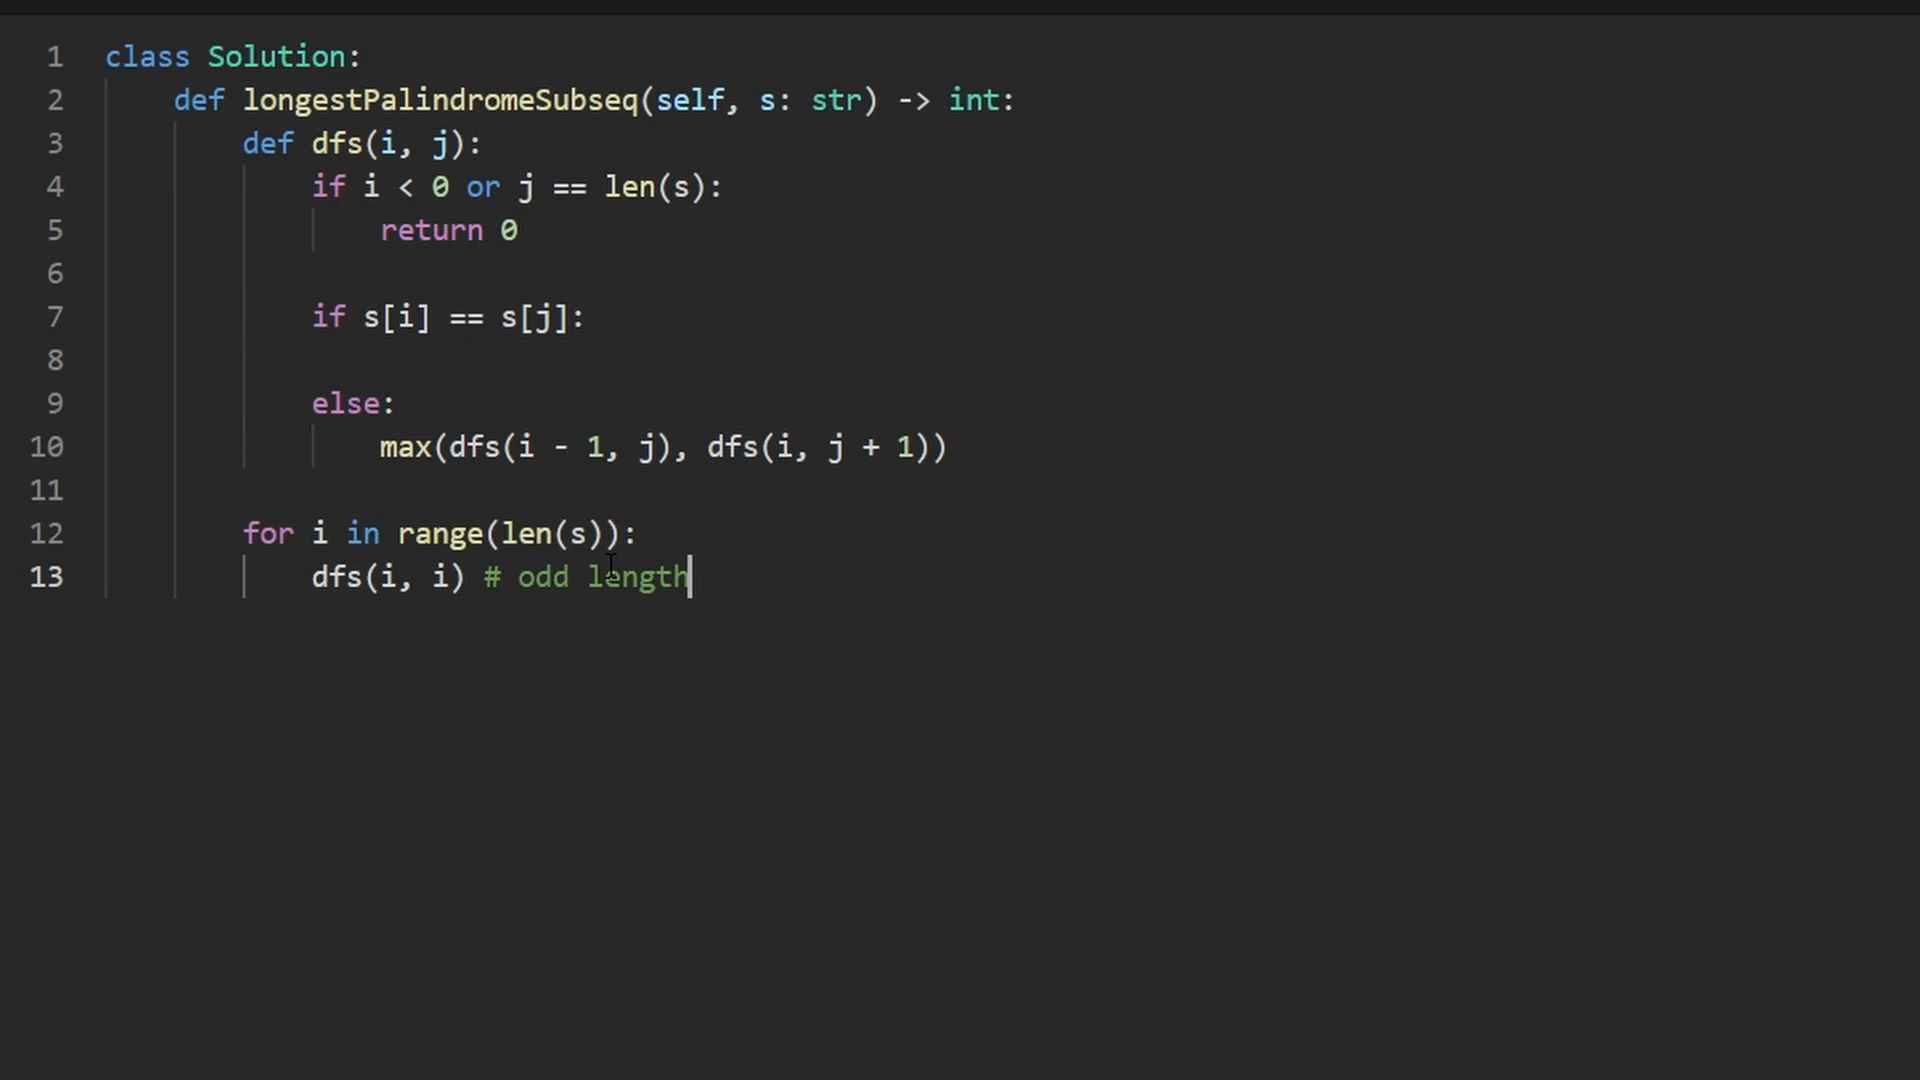 1 class Solution:
2     def longestPalindromeSubseq(self, s: str) -> int:
3         def dfs(i, j):
4             if i < 0 or j == len(s):
5                 return 0
6
7             if s[i] == s[j]:
8
9             else:
10                 max(dfs(i - 1, j), dfs(i, j + 1))
11
12         for i in range(len(s)):
13             dfs(i, i) # odd length